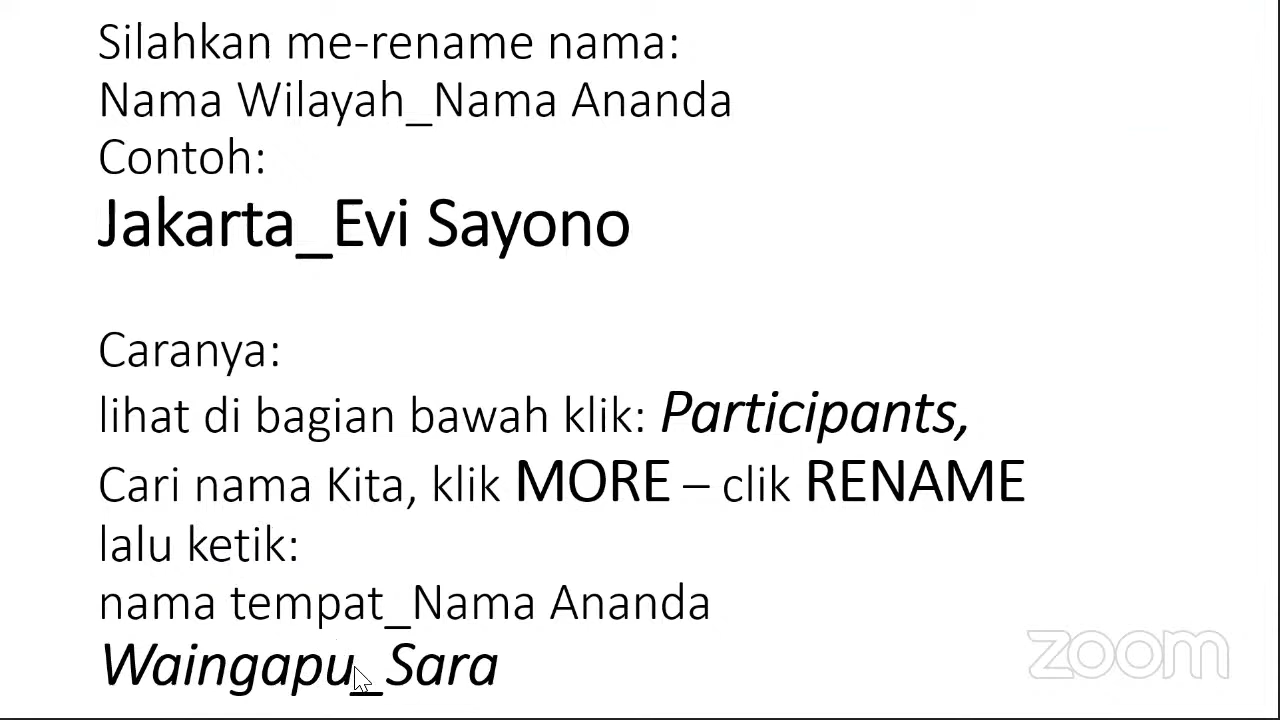 Silahkan me-rename nama:
Nama Wilayah_Nama Ananda
Contoh:
Jakarta_Evi Sayono
Caranya:
lihat di bagian bawah klik: Participants,
Cari nama Kita, klik MORE – clik RENAME
lalu ketik:
nama tempat_Nama Ananda
Waingapu_Sara
zoom